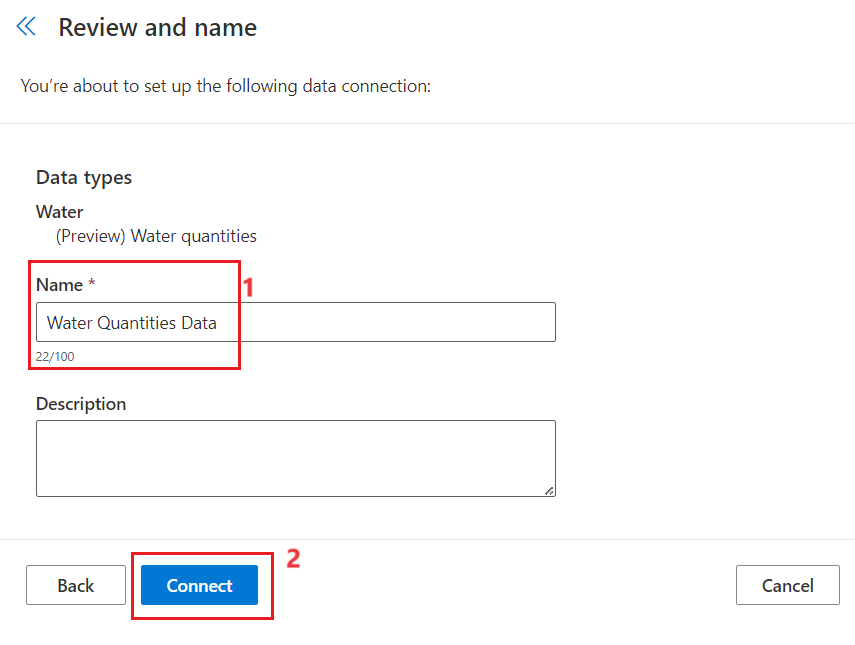 Review and name
You’re about to set up the following data connection:
Data types
Water
(Preview) Water quantities
Name *
1
Water Quantities Data
22/100
Description
2
Back
Connect
Cancel